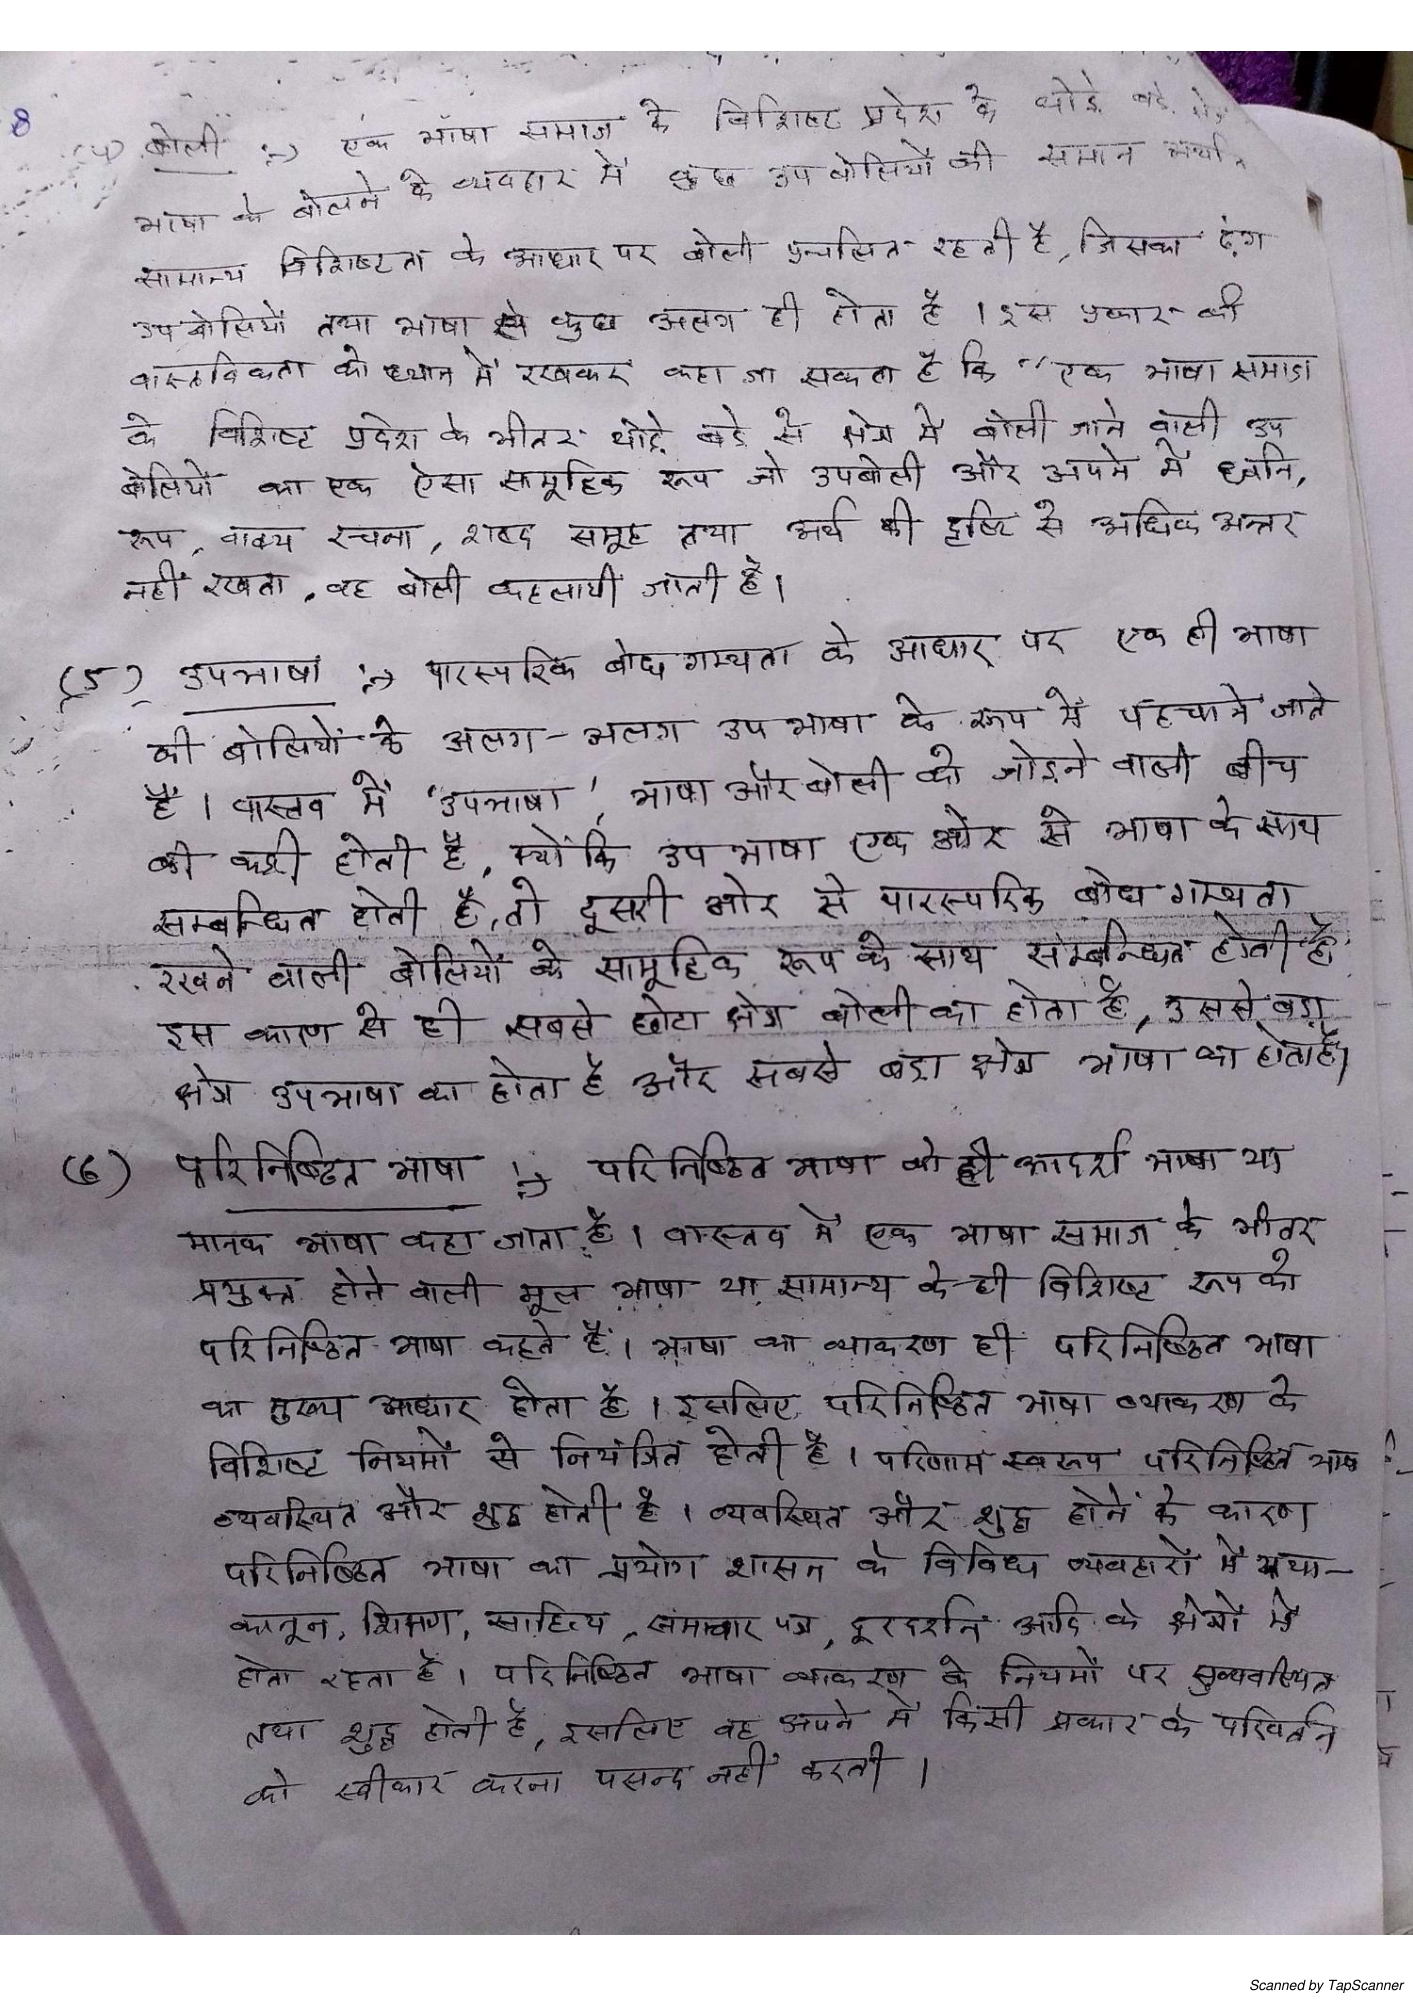 8
(4) बोली :→ एक भाषा समाज के विशिष्ट प्रदेश के थोडे बडे
भाषा के बोलने के व्यवहार में कुछ उप बोलियों की समान अर्थात
सामान्य विशिष्टता के आधार पर बोली प्रचलित रहती है, जिसका ढंग
उपबोलियों तथा भाषा से कुछ अलग ही होता है । इस प्रकार की
वास्तविकता को ध्यान में रखकर कहा जा सकता है कि "एक भाषा समाज
के विशिष्ट प्रदेश के भीतर थोड़े बडे से क्षेत्र में बोली जाने वाली उप
बोलियों का एक ऐसा सामूहिक रूप जो उपबोली और अपने में ध्वनि,
रूप, वाक्य रचना, शब्द समूह तथा अर्थ की दृष्टि से अधिक अन्तर
नहीं रखता, वह बोली कहलायी जाती है।
(5) उपभाषा :→ पारस्परिक बोध गम्यता के आधार पर एक ही भाषा
की बोलियों के अलग-अलग उप भाषा के रूप में पहचाने जाते
हैं । वास्तव में 'उपभाषा', भाषा और बोली को जोडने वाली बीच
की कडी होती है, क्योंकि उप भाषा एक ओर से भाषा के साथ
सम्बन्धित होती है, तो दूसरी ओर से पारस्परिक बोध गम्यता
रखने वाली बोलियों के सामूहिक रूप के साथ सम्बन्धित होती है
इस कारण से ही सबसे छोटा क्षेत्र बोली का होता है, उससे बड़ा
क्षेत्र उपभाषा का होता है और सबसे बडा क्षेत्र भाषा का होता है।
(6) परिनिष्ठित भाषा :→ परिनिष्ठित भाषा को ही आदर्श भाषा या
मानक भाषा कहा जाता है । वास्तव में एक भाषा समाज के भीतर
प्रयुक्त होने वाली मूल भाषा या सामान्य के ही विशिष्ट रूप को
परिनिष्ठित भाषा कहते हैं । भाषा का व्याकरण ही परिनिष्ठित भाषा
का मुख्य आधार होता है । इसलिए परिनिष्ठित भाषा व्याकरण के
विशिष्ट नियमों से नियंत्रित होती है । परिणाम स्वरूप परिनिष्ठित भाषा
व्यवस्थित और शुद्ध होती है । व्यवस्थित और शुद्ध होने के कारण
परिनिष्ठित भाषा का प्रयोग शासन के विविध व्यवहारों में यथा-
कानून, शिक्षण, साहित्य, समाचार पत्र, दूरदर्शन आदि के क्षेत्रों में
होता रहता है । परिनिष्ठित भाषा व्याकरण के नियमों पर सुव्यवस्थित
तथा शुद्ध होती है, इसलिए वह अपने में किसी प्रकार के परिवर्तन
को स्वीकार करना पसन्द नहीं करती ।
Scanned by TapScanner